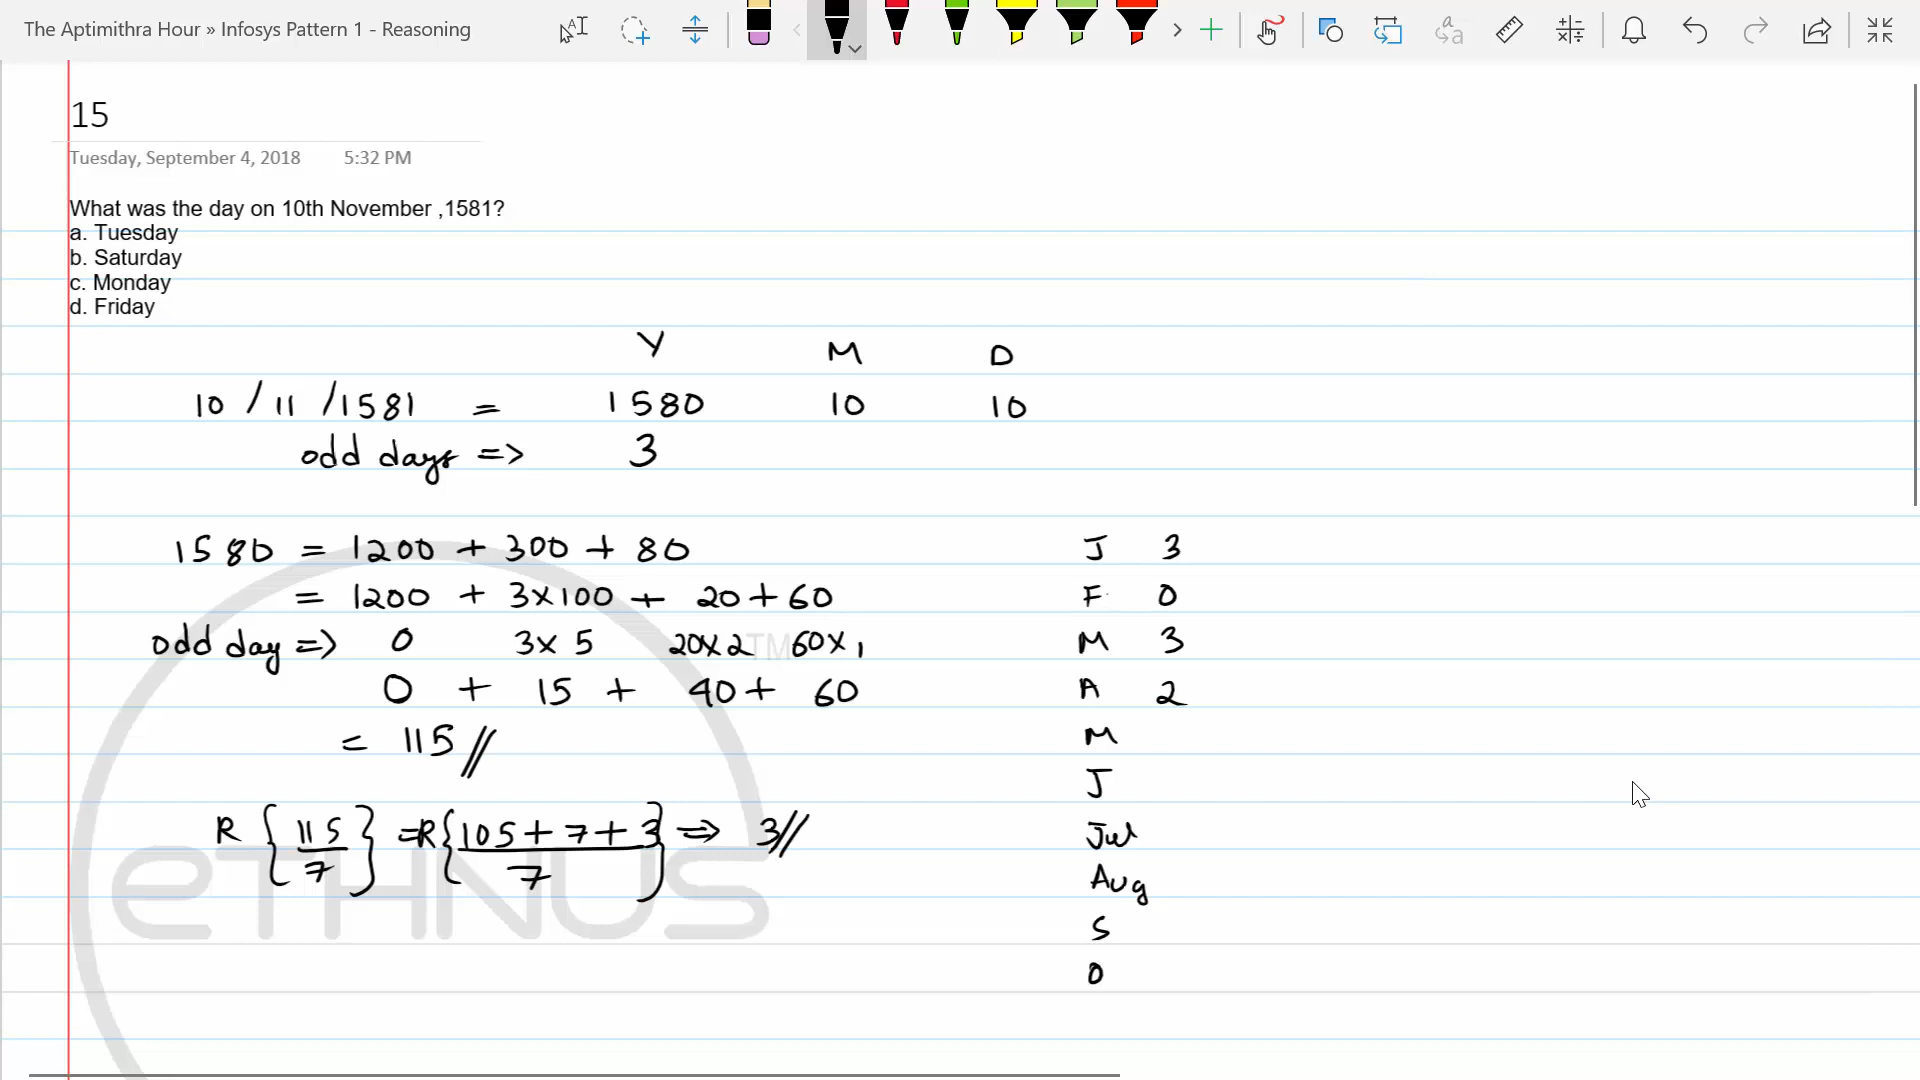 The Aptimithra Hour » Infosys Pattern 1 - Reasoning
15
Tuesday, September 4, 2018 5:32 PM
What was the day on 10th November ,1581?
a. Tuesday
b. Saturday
c. Monday
d. Friday
Y M D
10 / 11 / 1581 = 1580 10 10
odd days => 3
1580 = 1200 + 300 + 80
= 1200 + 3x100 + 20+60
odd day => 0 3x5 20x2 60x1
0 + 15 + 40+ 60
= 115//
R {115/7} = R{105+7+3/7} => 3//
J 3
F 0
M 3
A 2
M
J
Jul
Aug
S
O
eTHNUS
TM